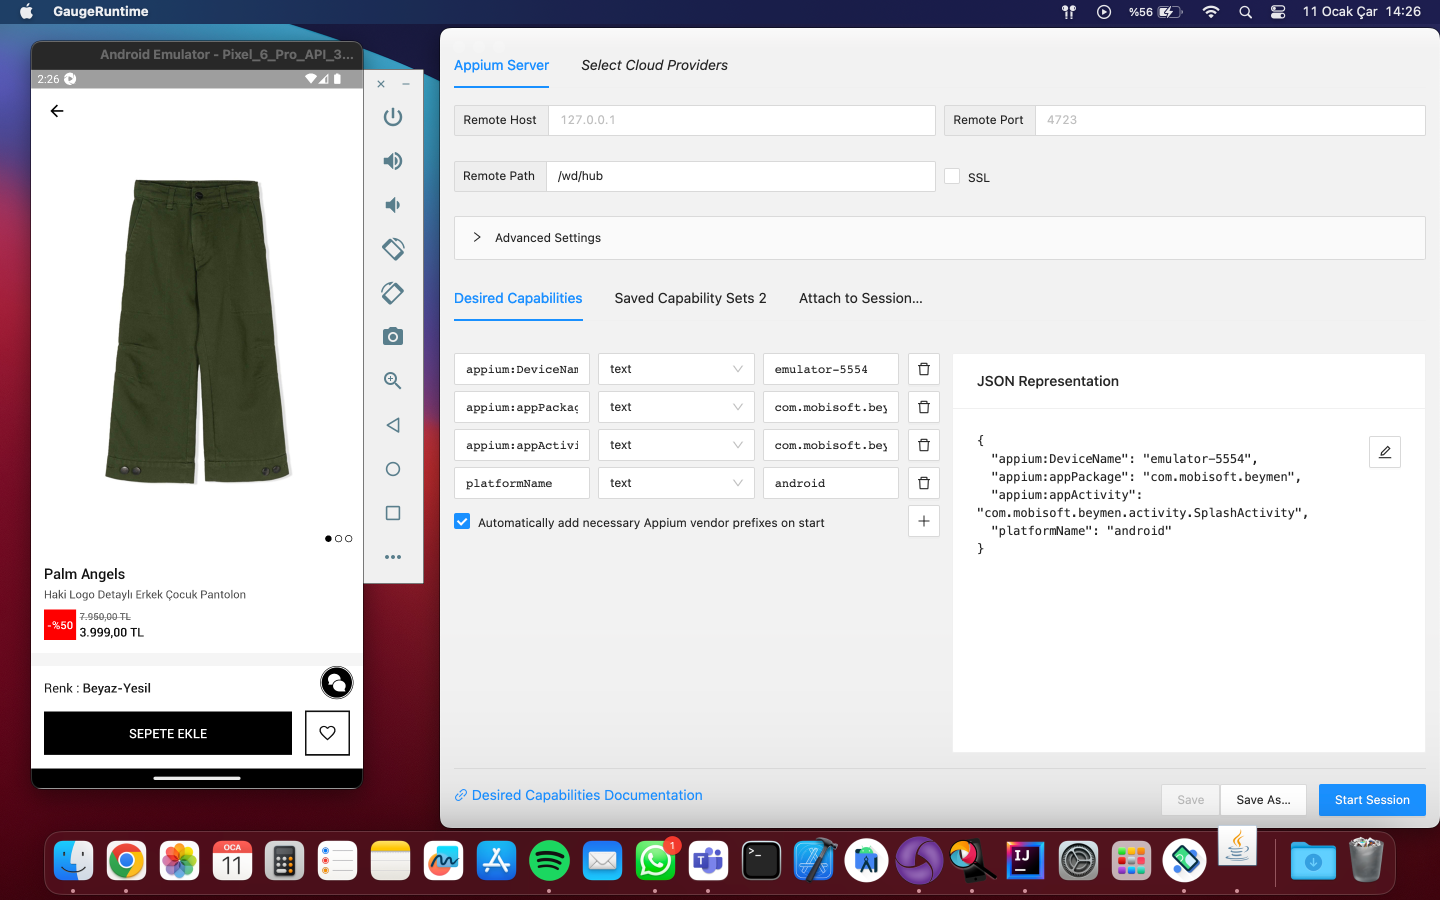 GaugeRuntime
%56
11 Ocak Çar 14:26
Android Emulator - Pixel_6_Pro_API_3...
2:26
Palm Angels
Haki Logo Detaylı Erkek Çocuk Pantolon
-%50
7.950,00 TL
3.999,00 TL
Renk : Beyaz-Yesil
SEPETE EKLE
Appium Server
Select Cloud Providers
Remote Host
127.0.0.1
Remote Port
4723
Remote Path
/wd/hub
SSL
Advanced Settings
Desired Capabilities
Saved Capability Sets 2
Attach to Session...
appium:DeviceNam
text
emulator-5554
appium:appPackag
text
com.mobisoft.bey
appium:appActivi
text
com.mobisoft.bey
platformName
text
android
Automatically add necessary Appium vendor prefixes on start
JSON Representation
{
"appium:DeviceName": "emulator-5554",
"appium:appPackage": "com.mobisoft.beymen",
"appium:appActivity":
"com.mobisoft.beymen.activity.SplashActivity",
"platformName": "android"
}
Desired Capabilities Documentation
Save
Save As...
Start Session
OCA
11
1
IJ